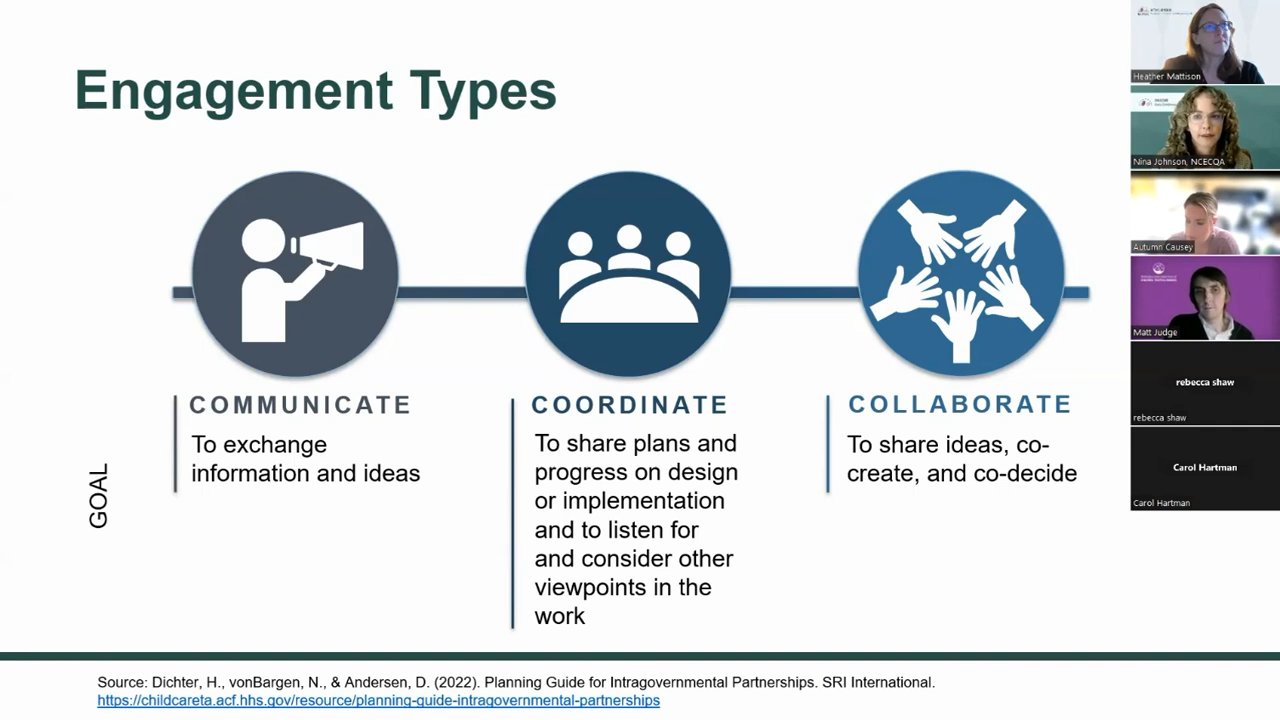 Engagement Types
COMMUNICATE
To exchange
information and ideas
COORDINATE
To share plans and
progress on design
or implementation
and to listen for
and consider other
viewpoints in the
work
COLLABORATE
To share ideas, co-
create, and co-decide
GOAL
Source: Dichter, H., vonBargen, N., & Andersen, D. (2022). Planning Guide for Intragovernmental Partnerships. SRI International.
https://childcareta.acf.hhs.gov/resource/planning-guide-intragovernmental-partnerships
Heather Mattison
Nina Johnson, NCECQA
Autumn Causey
Matt Judge
rebecca shaw
rebecca shaw
Carol Hartman
Carol Hartman